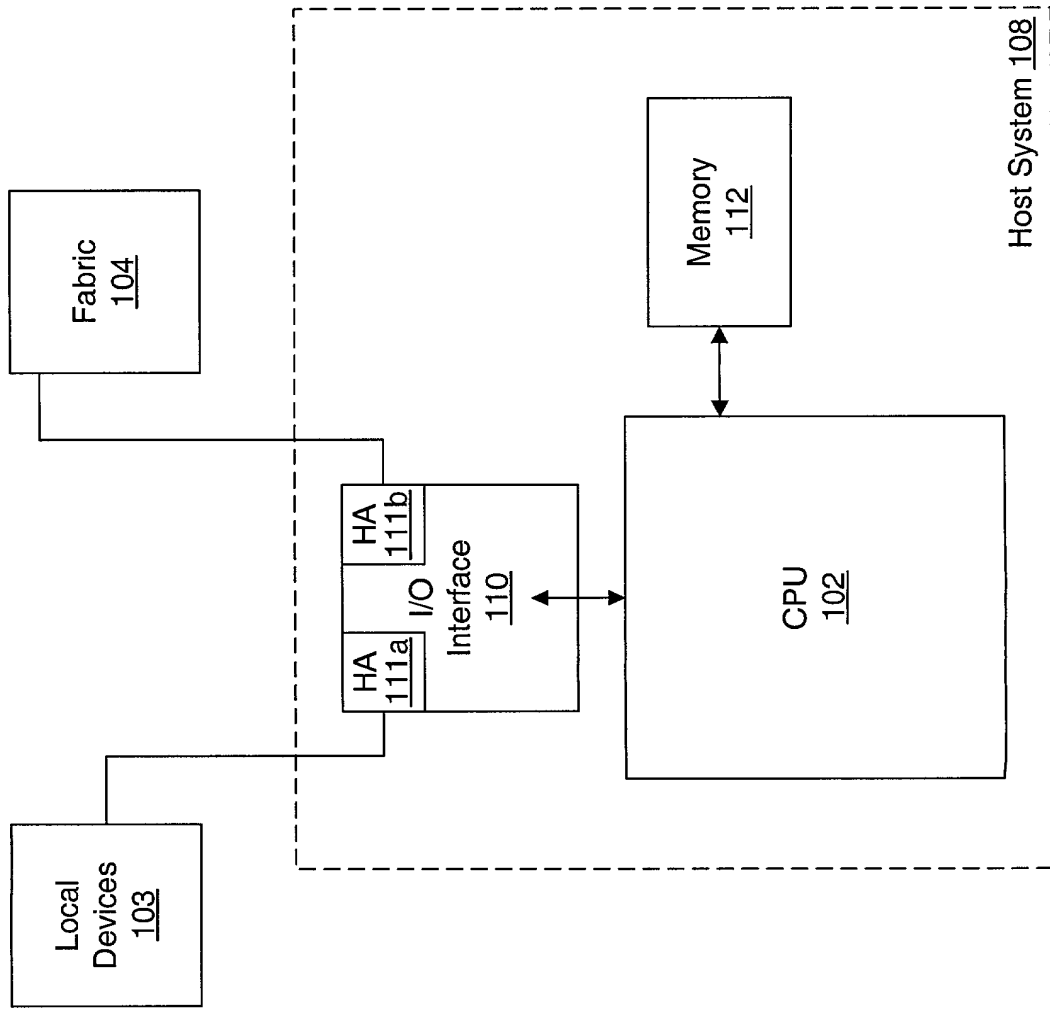 Local
Devices
103
Fabric
104
HA
111a
HA
111b
I/O
Interface
110
CPU
102
Memory
112
Host System 108